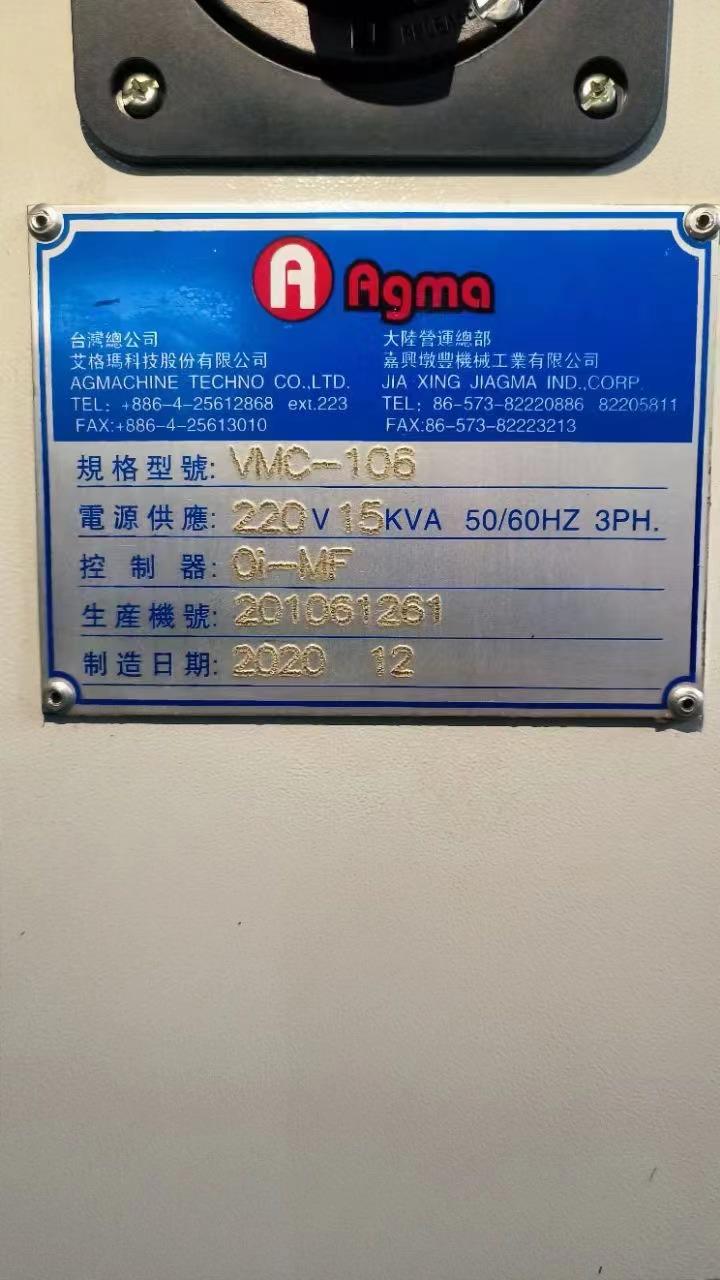 RELEASE
A Agma
台灣總公司
艾格瑪科技股份有限公司
AGMACHINE TECHNO CO.,LTD.
TEL: +886-4-25612868 ext.223
FAX:+886-4-25613010
大陸營運總部
嘉興墩豐機械工業有限公司
JIA XING JIAGMA IND.,CORP.
TEL: 86-573-82220886 82205811
FAX:86-573-82223213
規格型號: VMC-106
電源供應: 220V 15KVA 50/60HZ 3PH.
控制器: 0i-MF
生産機號: 201061261
制造日期: 2020 12